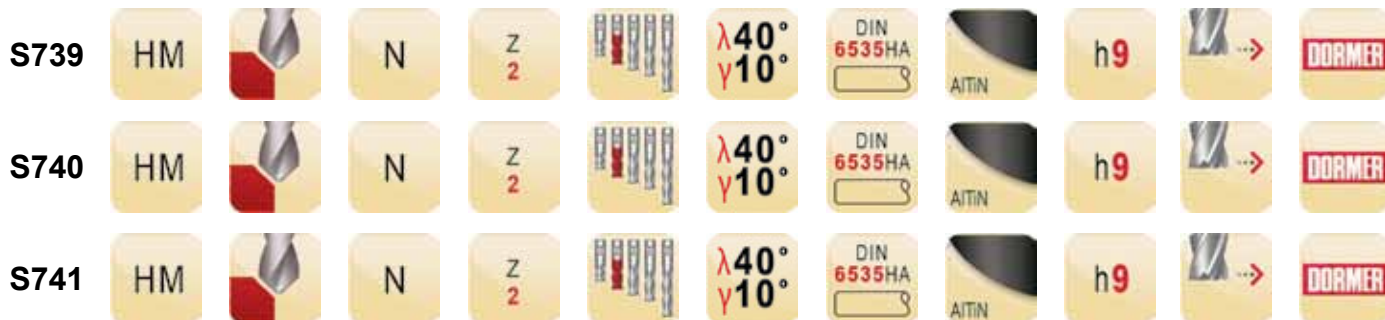 S739 HM N Z 2 λ40° γ10° DIN 6535HA AlTiN h9 DORMER
S740 HM N Z 2 λ40° γ10° DIN 6535HA AlTiN h9 DORMER
S741 HM N Z 2 λ40° γ10° DIN 6535HA AlTiN h9 DORMER